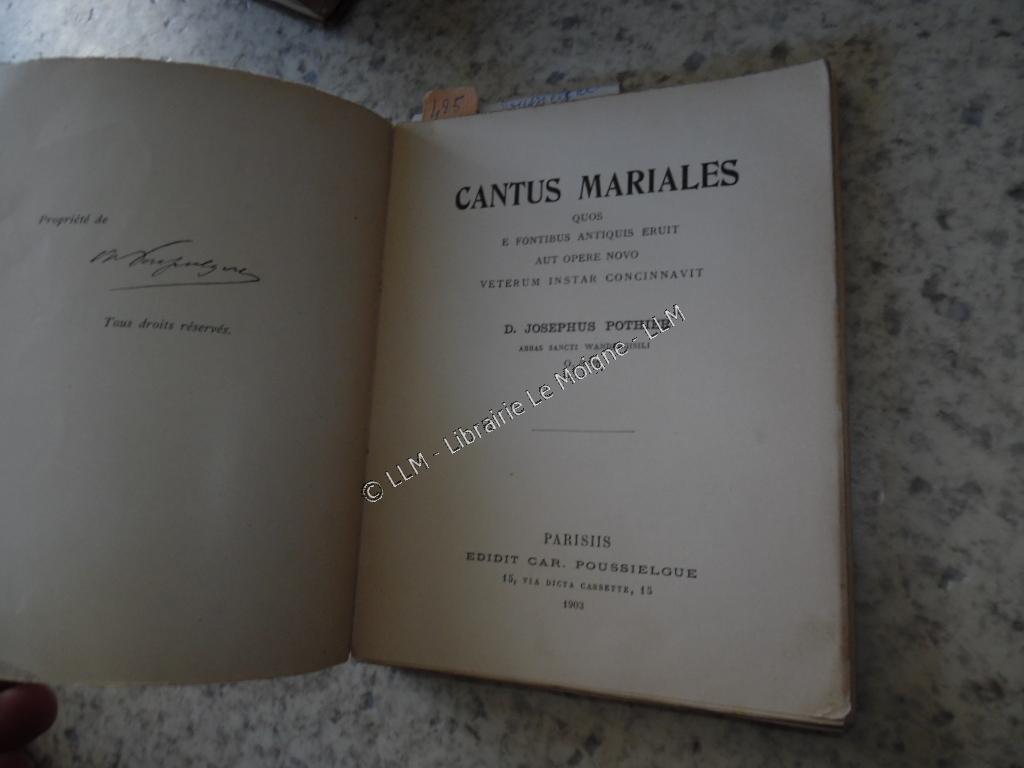 Propriété de
Tous droits réservés.
495
CANTUS MARIALES
QUOS
E FONTIBUS ANTIQUIS ERUIT
AUT OPERE NOVO
VETERUM INSTAR CONCINNAVIT
D. JOSEPHUS POTHIER
ABBAS SANCTI
O.
© LLM - Librairie Le Moigne - LLM
PARISIIS
EDIDIT CAR. POUSSIELGUE
15, VIA DICTA CASSETTE, 15
1903